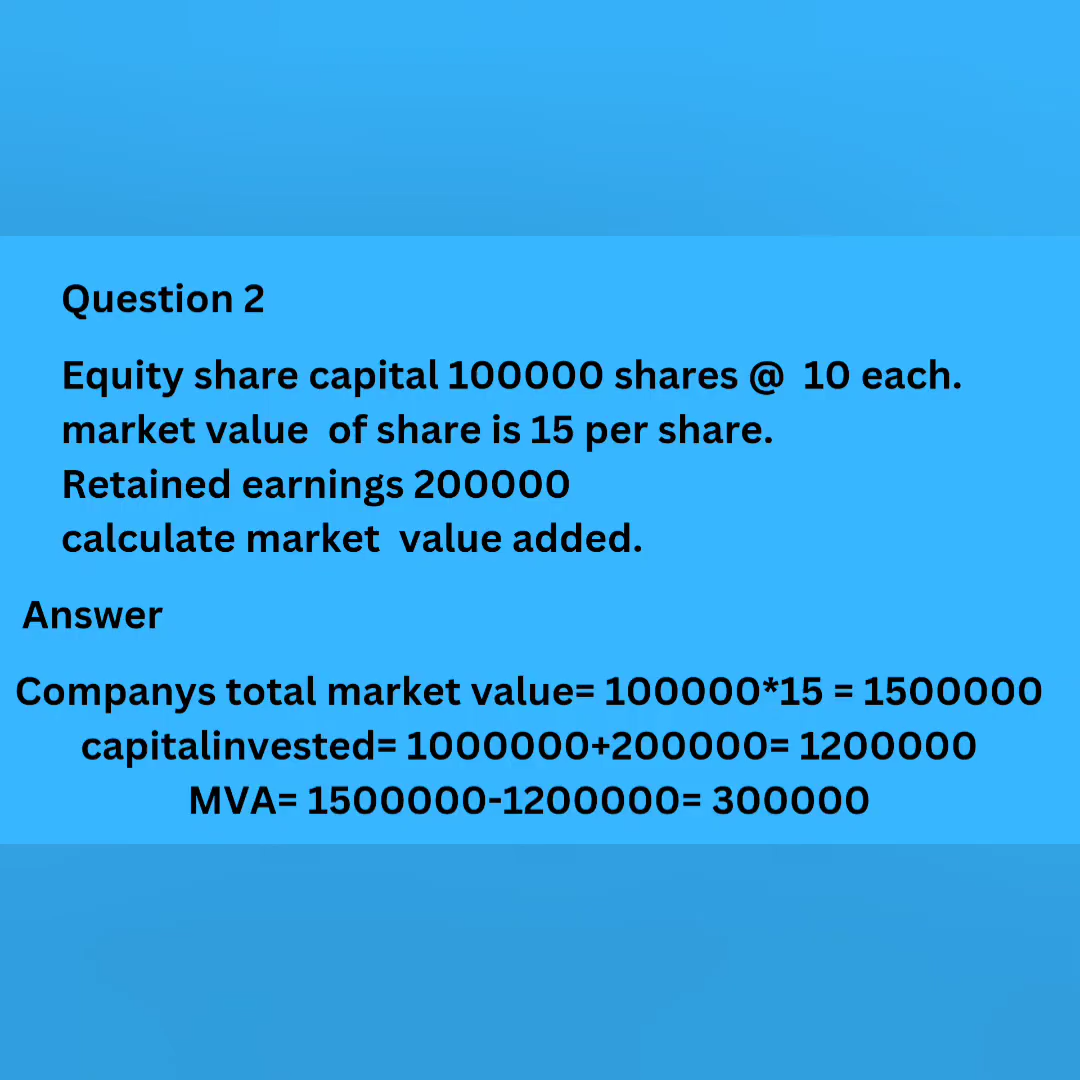 Question 2
Equity share capital 100000 shares @ 10 each.
market value of share is 15 per share.
Retained earnings 200000
calculate market value added.
Answer
Companys total market value= 100000*15 = 1500000
capitalinvested= 1000000+200000= 1200000
MVA= 1500000-1200000= 300000